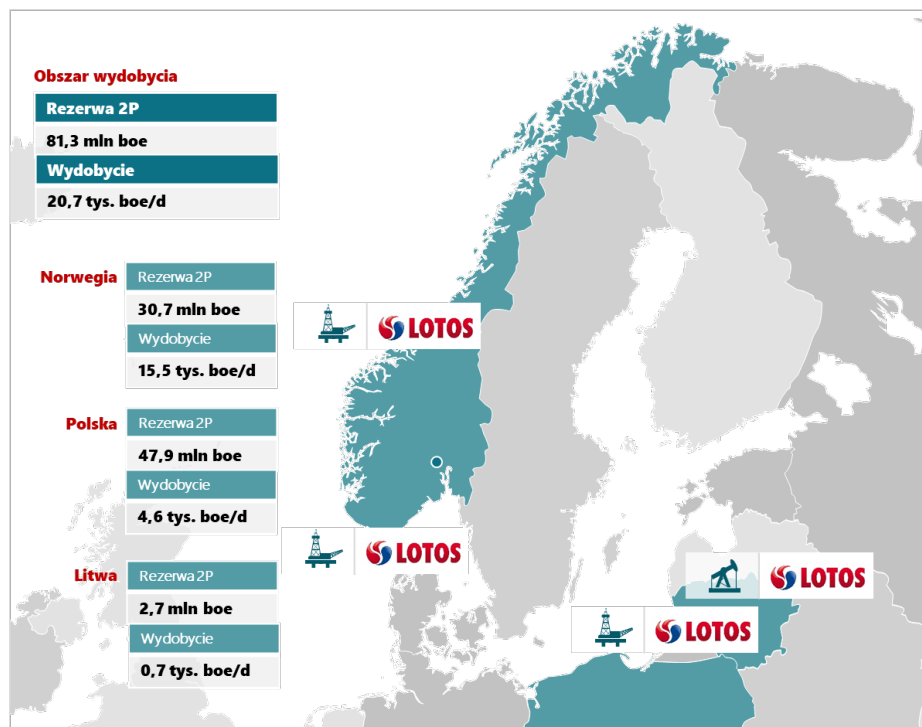 Obszar wydobycia
Rezerwa 2P
81,3 mln boe
Wydobycie
20,7 tys. boe/d
Norwegia
Rezerwa 2P
30,7 mln boe
Wydobycie
15,5 tys. boe/d
LOTOS
Polska
Rezerwa 2P
47,9 mln boe
Wydobycie
4,6 tys. boe/d
LOTOS
Litwa
Rezerwa 2P
2,7 mln boe
Wydobycie
0,7 tys. boe/d
LOTOS
LOTOS